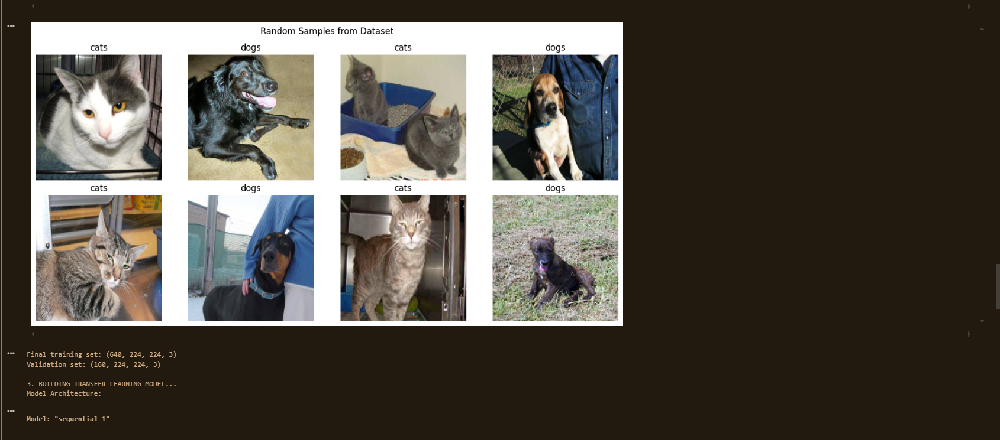 Random Samples from Dataset
cats dogs cats dogs
cats dogs cats dogs
Final training set: (640, 224, 224, 3)
Validation set: (160, 224, 224, 3)
3. BUILDING TRANSFER LEARNING MODEL...
Model Architecture:
Model: "sequential_1"